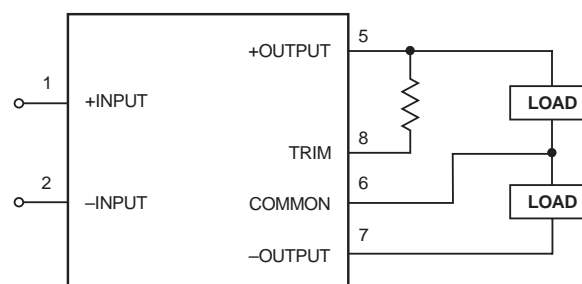 5
+OUTPUT
1
+INPUT
LOAD
8
TRIM
2
–INPUT
6
COMMON
LOAD
7
–OUTPUT